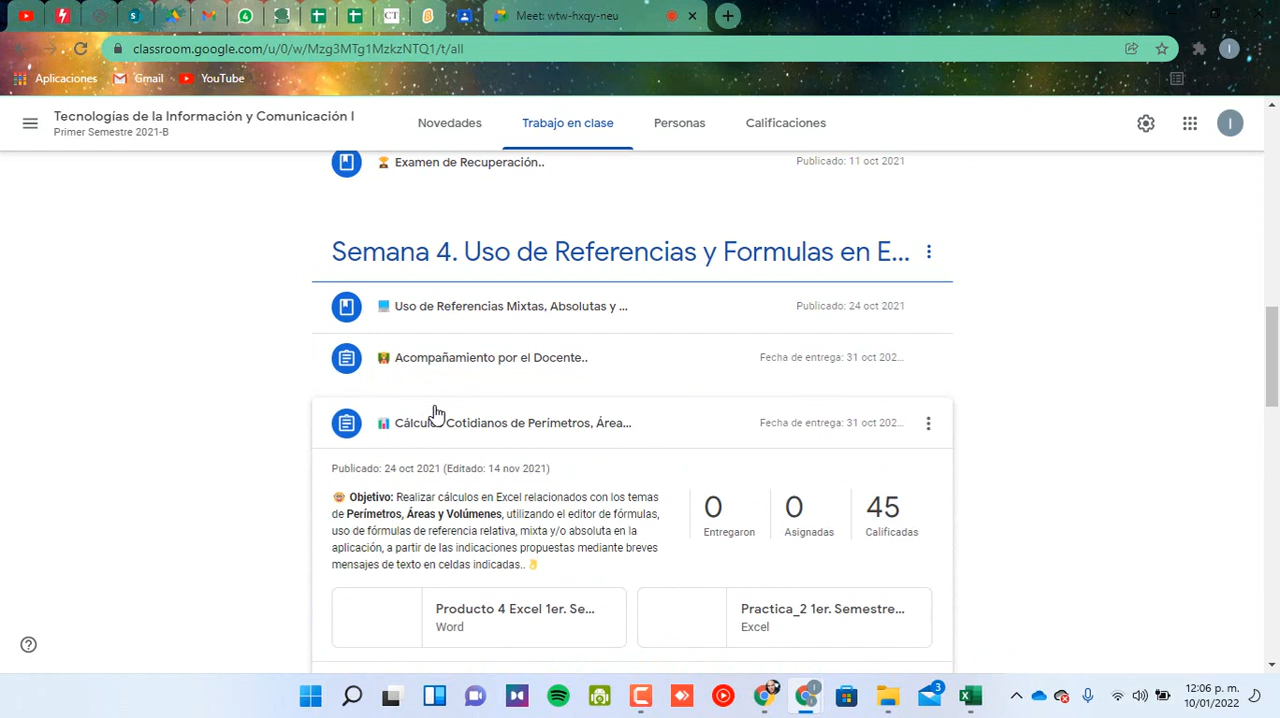 Meet: wtw-hxqy-neu
classroom.google.com/u/0/w/Mzg3MTg1MzkzNTQ1/t/all
Aplicaciones
Gmail
YouTube
Tecnologías de la Información y Comunicación I
Primer Semestre 2021-B
Novedades
Trabajo en clase
Personas
Calificaciones
I
Examen de Recuperación..
Publicado: 11 oct 2021
Semana 4. Uso de Referencias y Formulas en E...
Uso de Referencias Mixtas, Absolutas y ...
Publicado: 24 oct 2021
Acompañamiento por el Docente..
Fecha de entrega: 31 oct 202...
Cotidianos de Perímetros, Área...
Fecha de entrega: 31 oct 202...
Publicado: 24 oct 2021 (Editado: 14 nov 2021)
Objetivo: Realizar cálculos en Excel relacionados con los temas
de Perímetros, Áreas y Volúmenes, utilizando el editor de fórmulas,
uso de fórmulas de referencia relativa, mixta y/o absoluta en la
aplicación, a partir de las indicaciones propuestas mediante breves
mensajes de texto en celdas indicadas..
0
Entregaron
0
Asignadas
45
Calificadas
Producto 4 Excel 1er. Se...
Word
Practica_2 1er. Semestre...
Excel
3
12:06 p. m.
10/01/2022